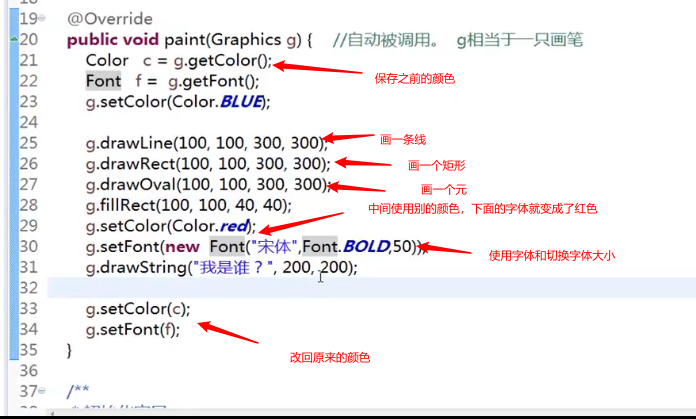 19 @Override
20 public void paint(Graphics g) { //自动被调用。 g相当于一只画笔
21 Color c = g.getColor();
保存之前的颜色
22 Font f = g.getFont();
23 g.setColor(Color.BLUE);
24
25 g.drawLine(100, 100, 300, 300); 画一条线
26 g.drawRect(100, 100, 300, 300); 画一个矩形
27 g.drawOval(100, 100, 300, 300); 画一个元
28 g.fillRect(100, 100, 40, 40); 中间使用别的颜色，下面的字体就变成了红色
29 g.setColor(Color.red);
30 g.setFont(new Font("宋体",Font.BOLD,50)); 使用字体和切换字体大小
31 g.drawString("我是谁？", 200, 200);
32
33 g.setColor(c);
34 g.setFont(f);
改回原来的颜色
35 }
36
37 /**